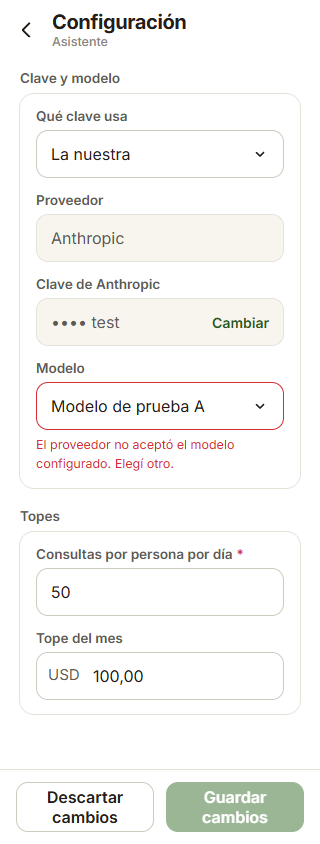 Configuración
Asistente
Clave y modelo
Qué clave usa
La nuestra
Proveedor
Anthropic
Clave de Anthropic
•••• test
Cambiar
Modelo
Modelo de prueba A
El proveedor no aceptó el modelo
configurado. Elegí otro.
Topes
Consultas por persona por día *
50
Tope del mes
USD 100,00
Descartar
cambios
Guardar
cambios